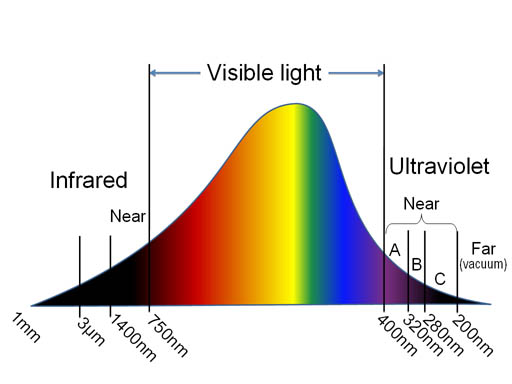 Visible light
Ultraviolet
Infrared
Near
Near
A
B
C
Far
(vacuum)
1mm
3μm
1400nm
750nm
400nm
320nm
280nm
200nm